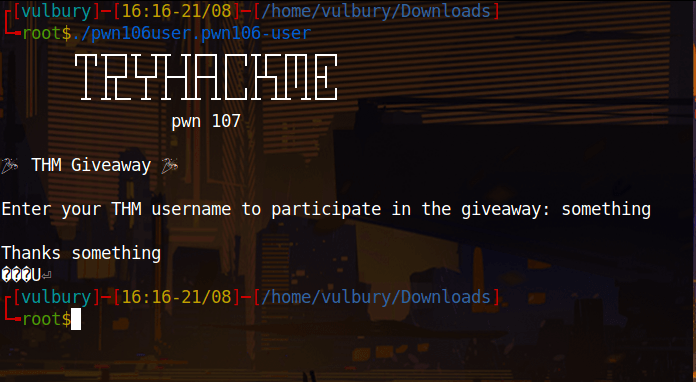 [vulbury]-[16:16-21/08]-[/home/vulbury/Downloads]
root$./pwn106user.pwn106-user
TRYHACKME
pwn 107
🎉 THM Giveaway 🎉
Enter your THM username to participate in the giveaway: something
Thanks something
���U⏎
[vulbury]-[16:16-21/08]-[/home/vulbury/Downloads]
root$